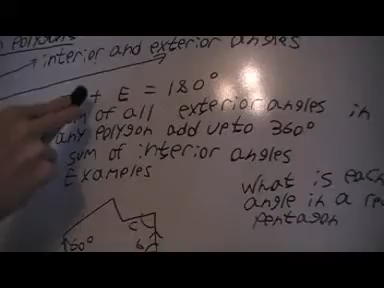 polygons
interior and exterior angles
+ E = 180°
of all exterior angles in
any polygon add up to 360°
sum of interior angles
Examples
What is each
angle in a re
pentagon
60°
c
b